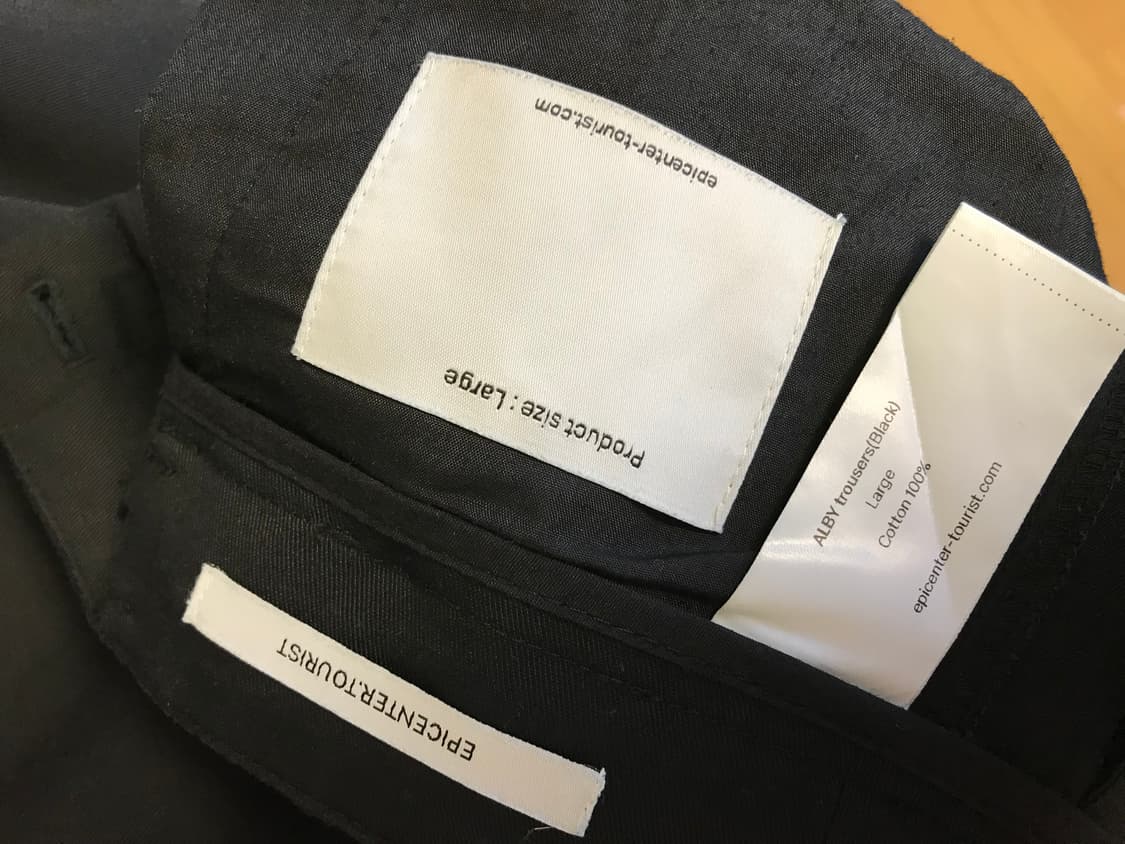 epicenter-tourist.com
Product size : Large
ALBY trousers(Black)
Large
Cotton 100%
epicenter-tourist.com
EPICENTER.TOURIST